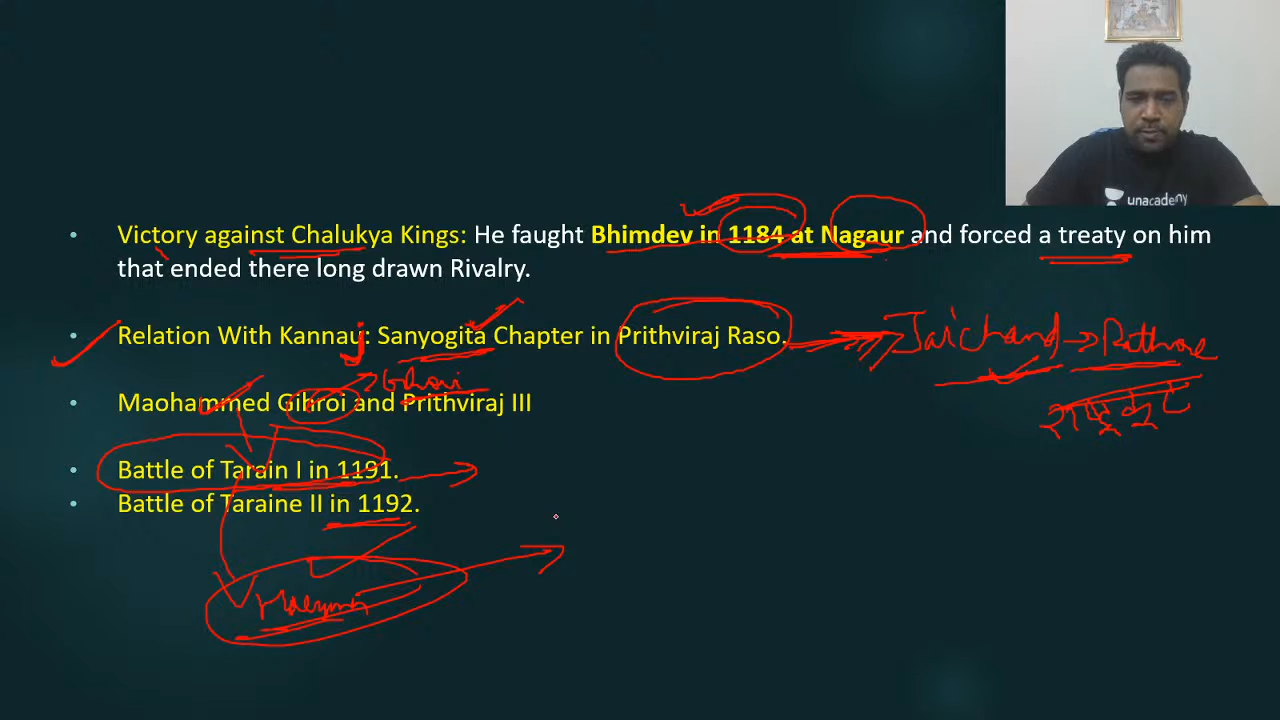 unacademy
Victory against Chalukya Kings: He faught Bhimdev in 1184 at Nagaur and forced a treaty on him
that ended there long drawn Rivalry.
Relation With Kannauj: Sanyogita Chapter in Prithviraj Raso. Jaichand → Rathore
राष्ट्रकूट
Ghori
Maohammed Gihroi and Prithviraj III
Battle of Tarain I in 1191.
Battle of Taraine II in 1192.